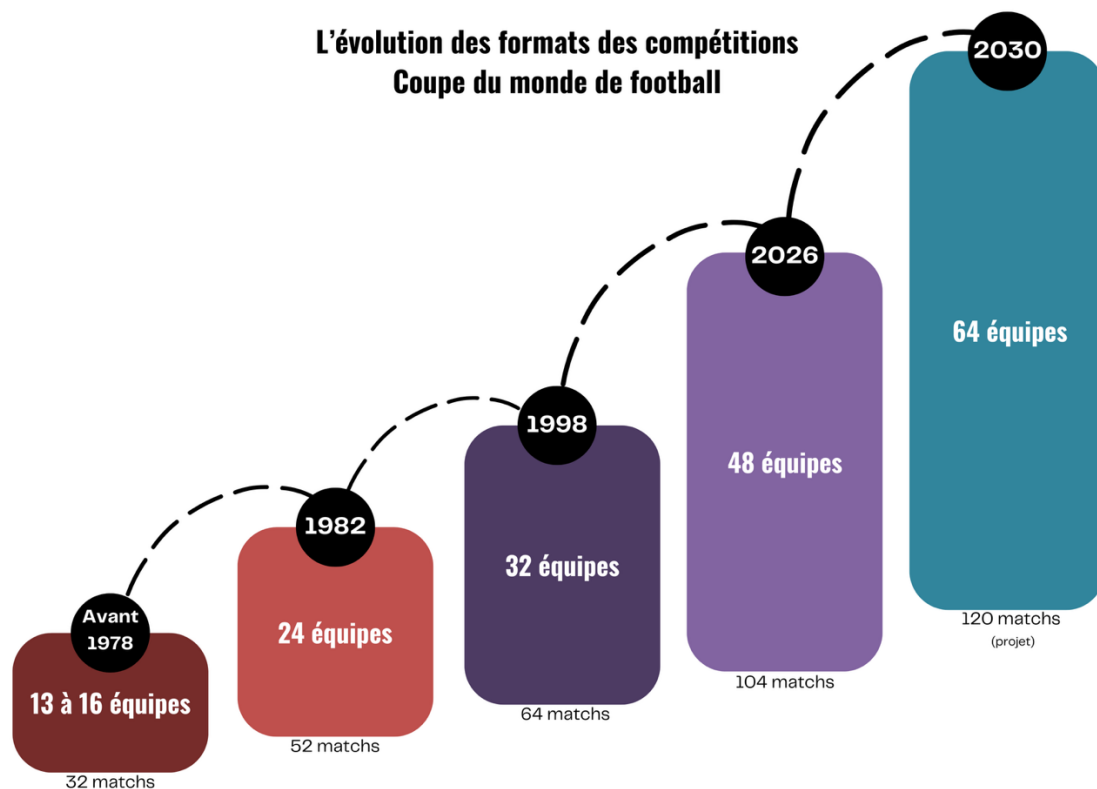 L’évolution des formats des compétitions
Coupe du monde de football
Avant
1978
13 à 16 équipes
32 matchs
1982
24 équipes
52 matchs
1998
32 équipes
64 matchs
2026
48 équipes
104 matchs
2030
64 équipes
120 matchs
(projet)